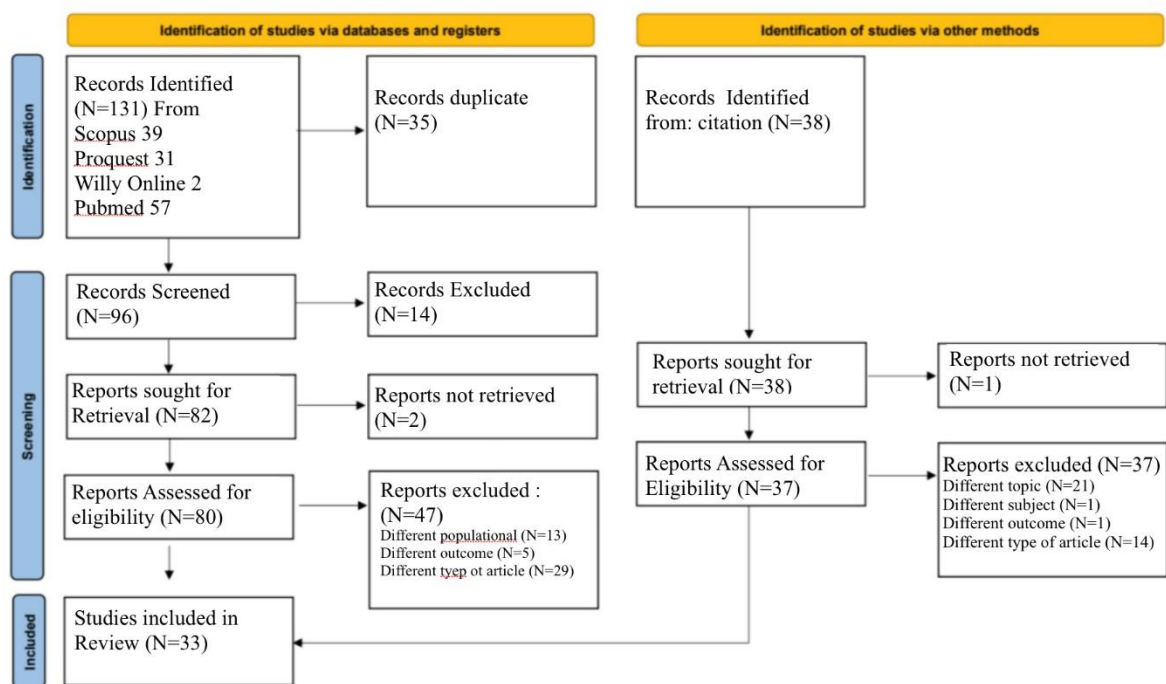 Identification of studies via databases and registers
Identification of studies via other methods
Identification
Records Identified
(N=131) From
Scopus 39
Proquest 31
Willy Online 2
Pubmed 57
Records duplicate
(N=35)
Records Identified
from: citation (N=38)
Screening
Records Screened
(N=96)
Records Excluded
(N=14)
Reports sought for
Retrieval (N=82)
Reports not retrieved
(N=2)
Reports sought for
retrieval (N=38)
Reports not retrieved
(N=1)
Reports Assessed for
eligibility (N=80)
Reports excluded :
(N=47)
Different populational (N=13)
Different outcome (N=5)
Different tyep ot article (N=29)
Reports Assessed for
Eligibility (N=37)
Reports excluded (N=37)
Different topic (N=21)
Different subject (N=1)
Different outcome (N=1)
Different type of article (N=14)
Included
Studies included in
Review (N=33)